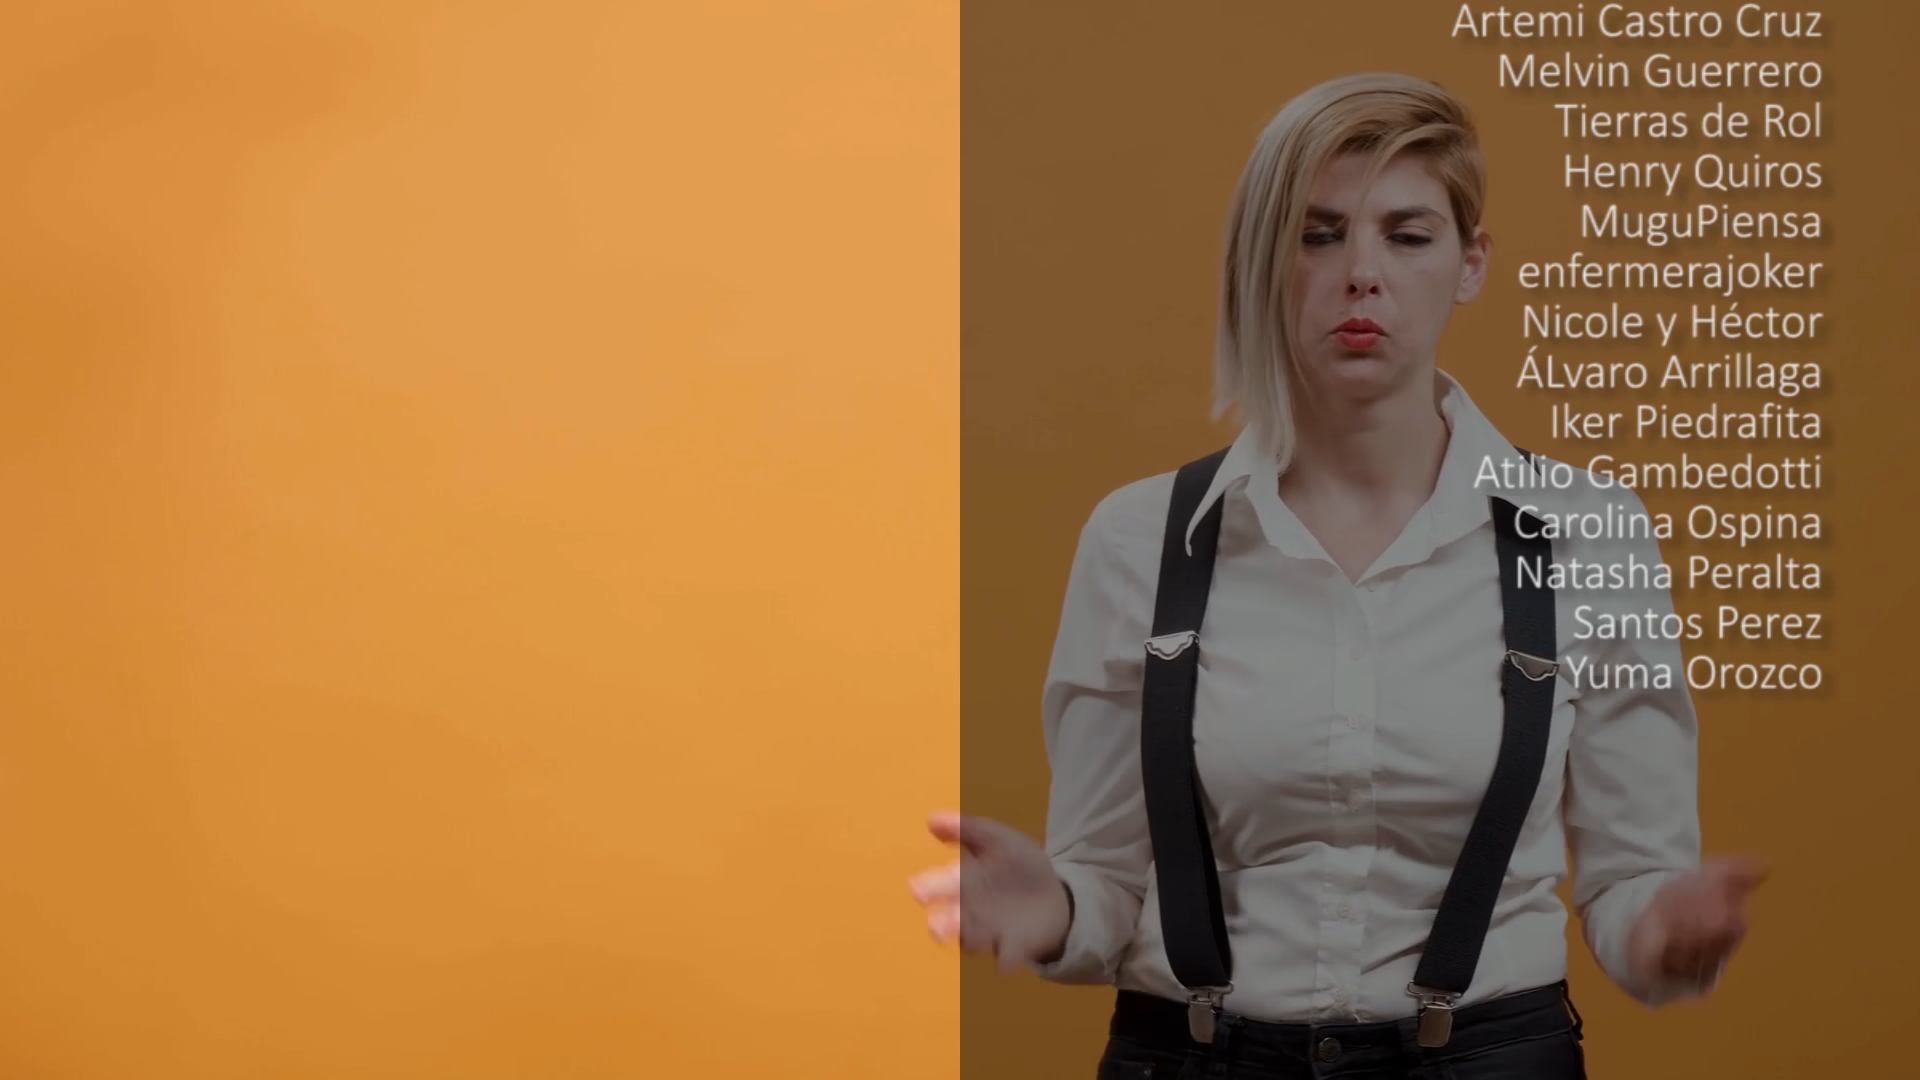 Artemi Castro Cruz
Melvin Guerrero
Tierras de Rol
Henry Quiros
MuguPiensa
enfermerajoker
Nicole y Héctor
ÁLvaro Arrillaga
Iker Piedrafita
Atilio Gambedotti
Carolina Ospina
Natasha Peralta
Santos Perez
Yuma Orozco